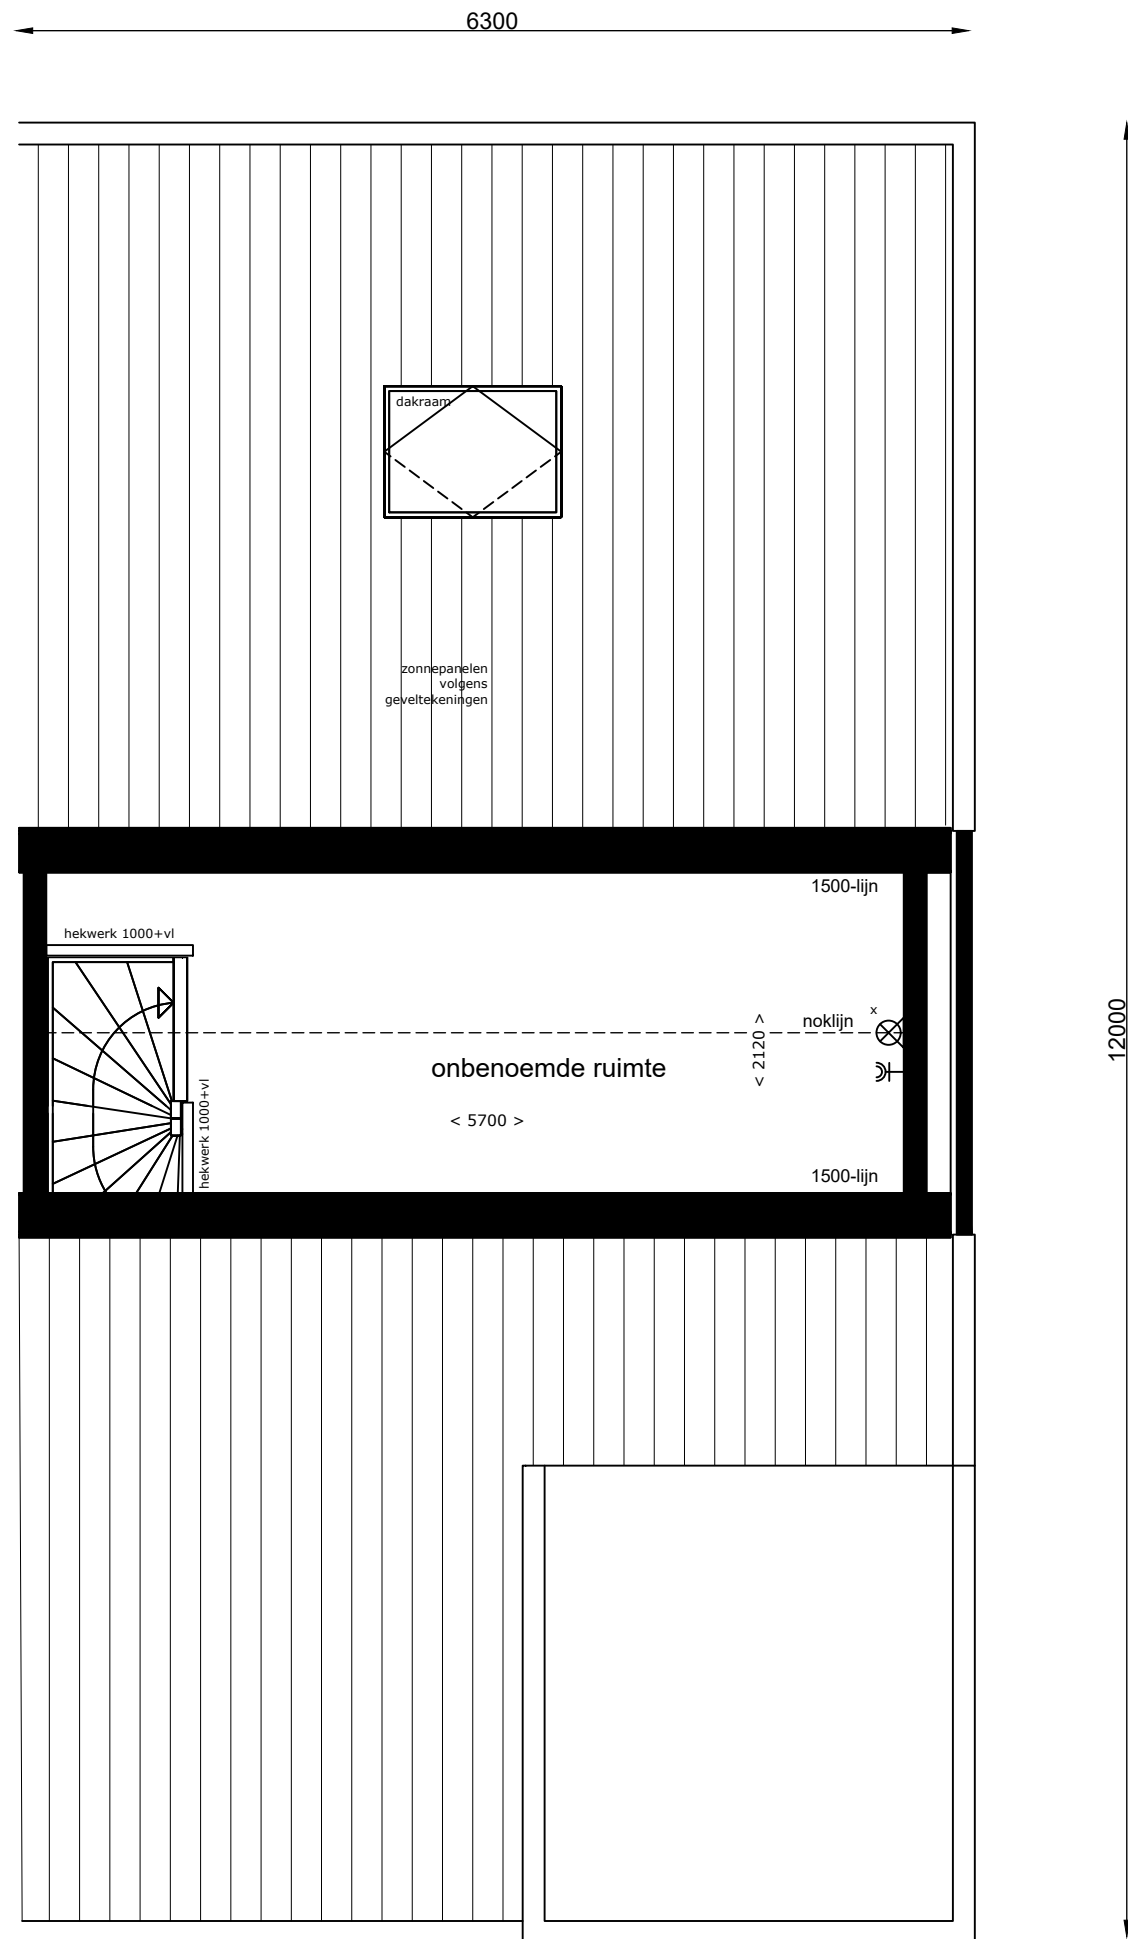 6300
dakraam
zonnepanelen
volgens
geveltekeningen
1500-lijn
hekwerk 1000+vl
x
noklijn
< 2120 >
12000
onbenoemde ruimte
< 5700 >
hekwerk 1000+vl
1500-lijn